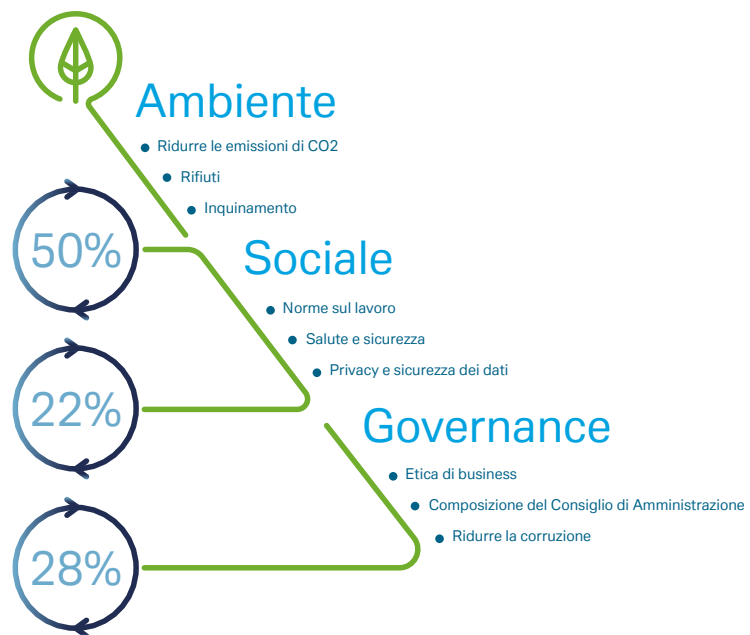 Ambiente
Ridurre le emissioni di CO2
Rifiuti
Inquinamento
50%
Sociale
Norme sul lavoro
Salute e sicurezza
Privacy e sicurezza dei dati
22%
Governance
Etica di business
Composizione del Consiglio di Amministrazione
Ridurre la corruzione
28%